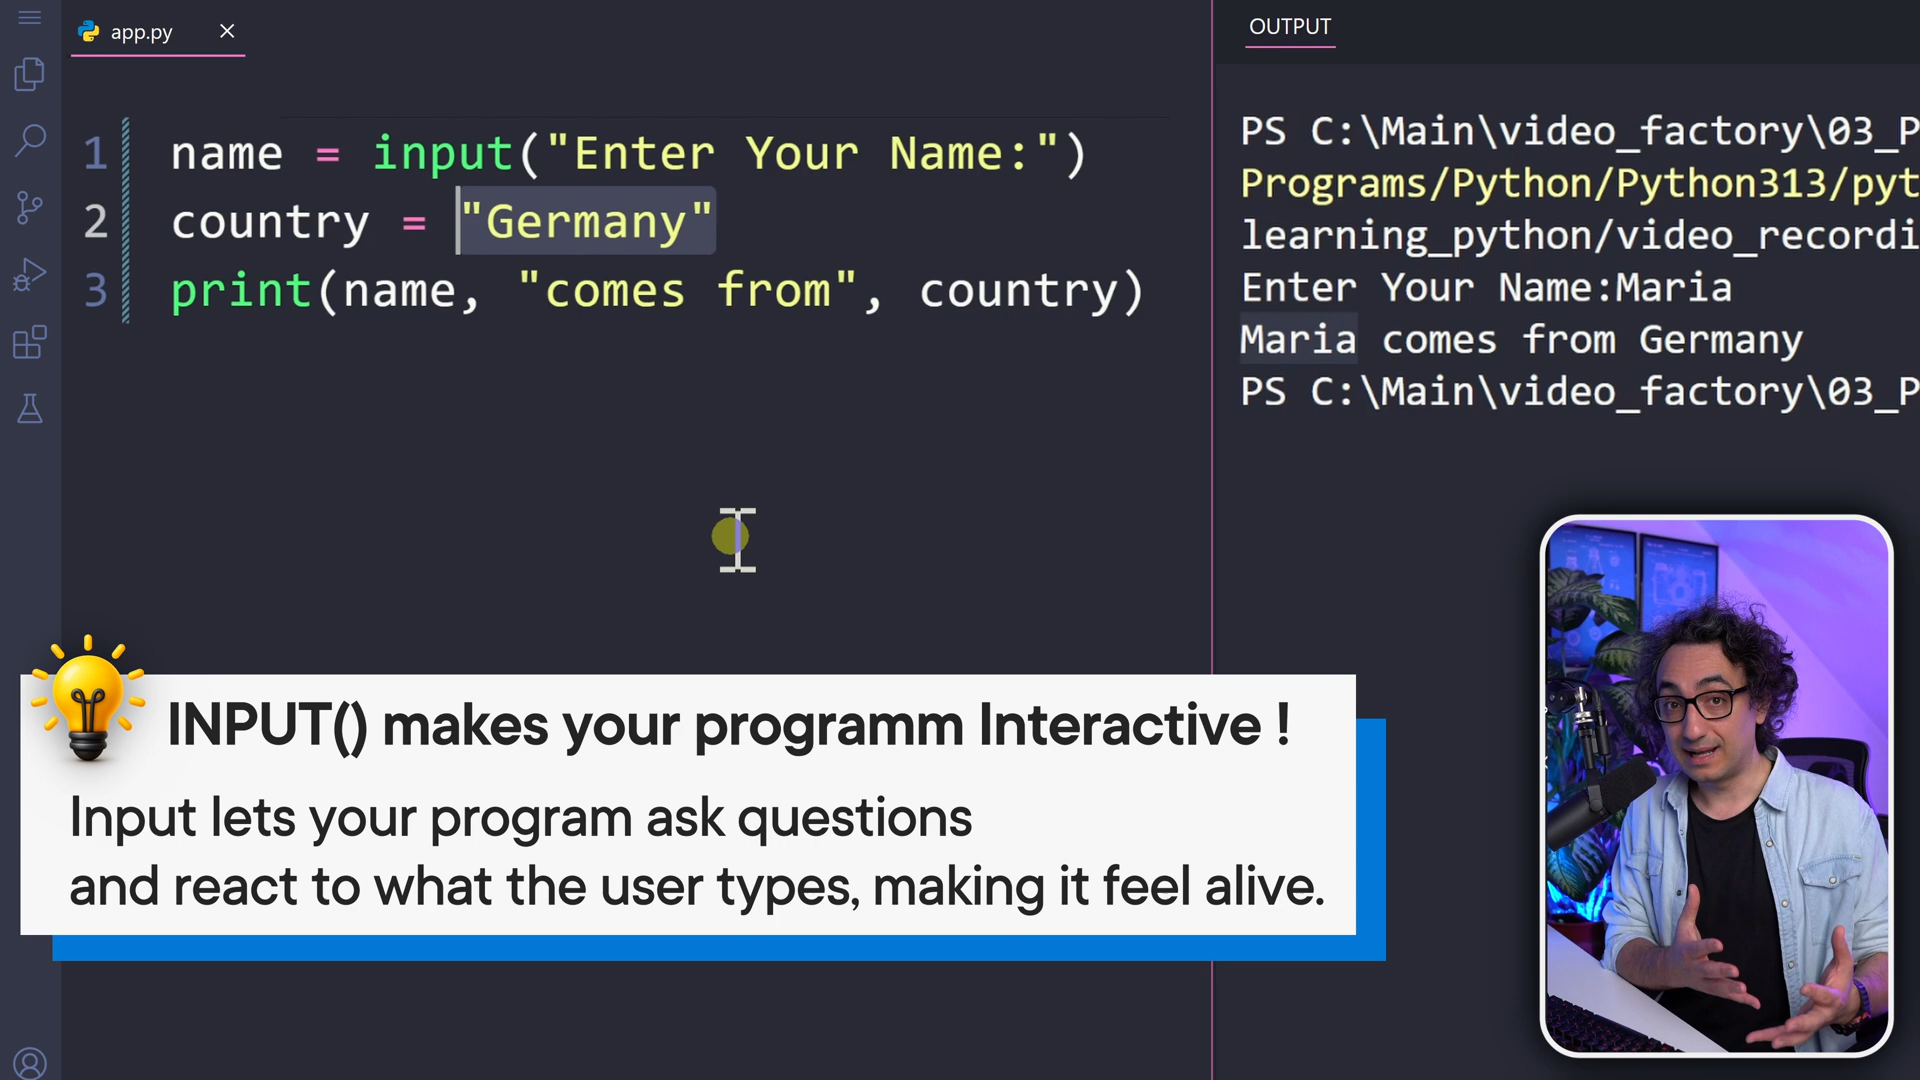 app.py
OUTPUT
1 name = input("Enter Your Name:")
2 country = "Germany"
3 print(name, "comes from", country)
PS C:\Main\video_factory\03_P
Programs/Python/Python313/pyt
learning_python/video_recordi
Enter Your Name:Maria
Maria comes from Germany
PS C:\Main\video_factory\03_P
INPUT() makes your programm Interactive !
Input lets your program ask questions
and react to what the user types, making it feel alive.